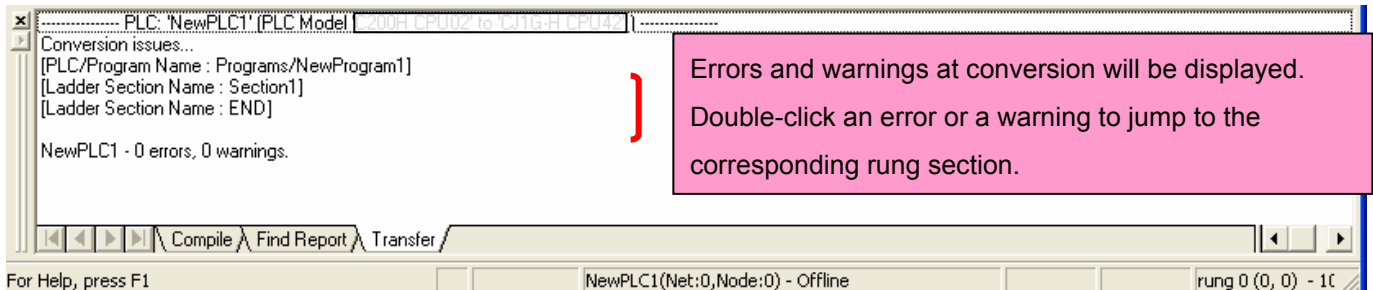 --------------- PLC: 'NewPLC1' (PLC Model 'C200H CPU02' to 'CJ1G-H CPU42') ---------------
Conversion issues...
[PLC/Program Name : Programs/NewProgram1]
[Ladder Section Name : Section1]
[Ladder Section Name : END]
NewPLC1 - 0 errors, 0 warnings.
Errors and warnings at conversion will be displayed.
Double-click an error or a warning to jump to the
corresponding rung section.
Compile Find Report Transfer
For Help, press F1 NewPLC1(Net:0,Node:0) - Offline rung 0 (0, 0) - 10